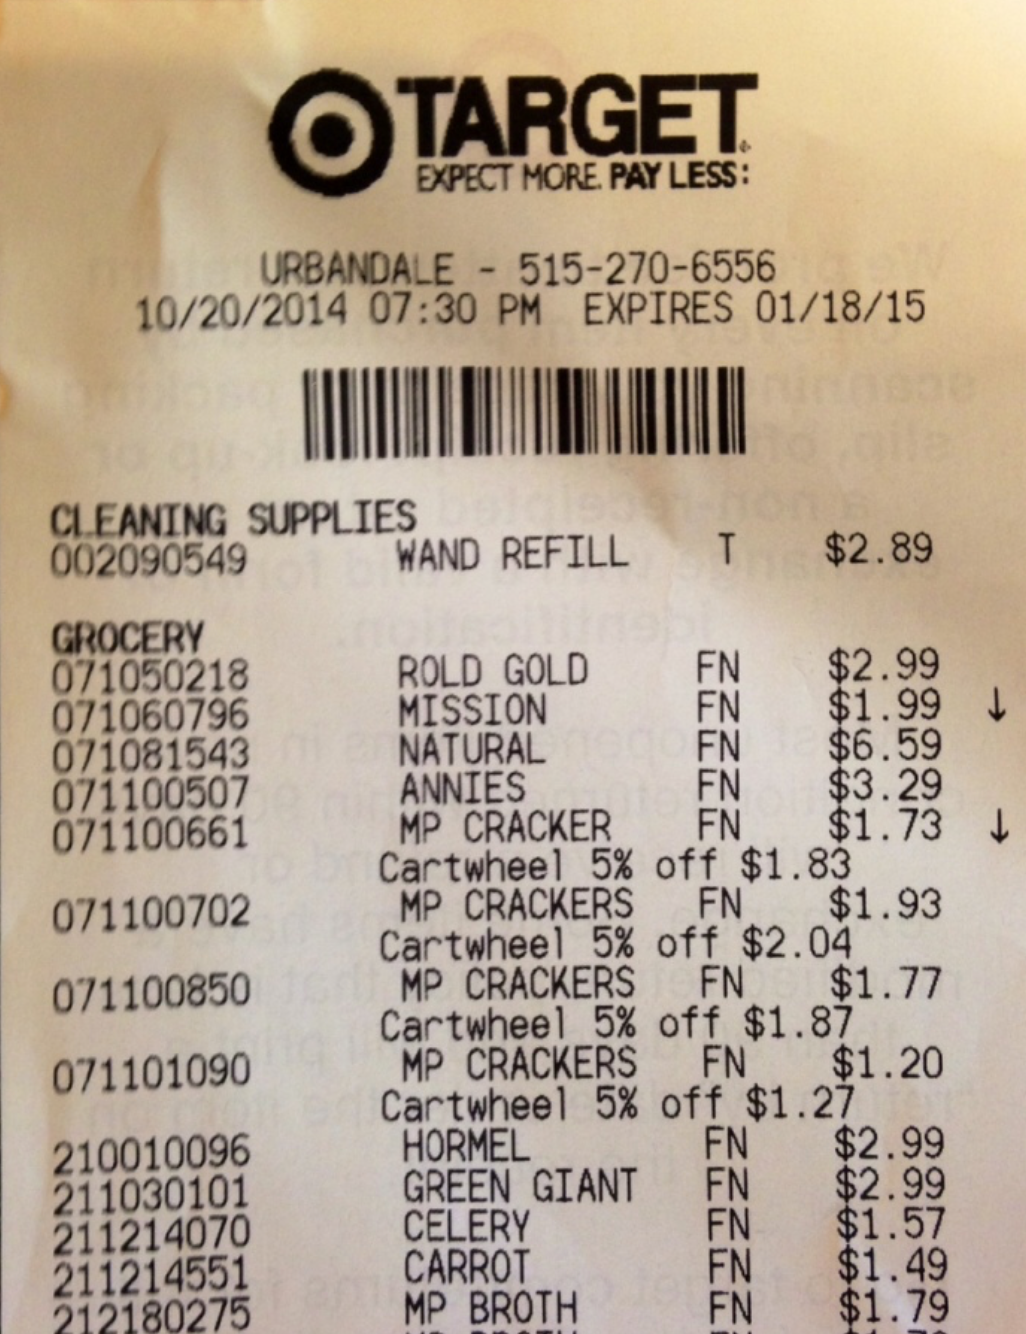 TARGET
EXPECT MORE. PAY LESS:
URBANDALE - 515-270-6556
10/20/2014 07:30 PM EXPIRES 01/18/15
CLEANING SUPPLIES
002090549 WAND REFILL T $2.89
GROCERY
071050218 ROLD GOLD FN $2.99
071060796 MISSION FN $1.99 ↓
071081543 NATURAL FN $6.59
071100507 ANNIES FN $3.29
071100661 MP CRACKER FN $1.73 ↓
Cartwheel 5% off $1.83
071100702 MP CRACKERS FN $1.93
Cartwheel 5% off $2.04
071100850 MP CRACKERS FN $1.77
Cartwheel 5% off $1.87
071101090 MP CRACKERS FN $1.20
Cartwheel 5% off $1.27
210010096 HORMEL FN $2.99
211030101 GREEN GIANT FN $2.99
211214070 CELERY FN $1.57
211214551 CARROT FN $1.49
212180275 MP BROTH FN $1.79